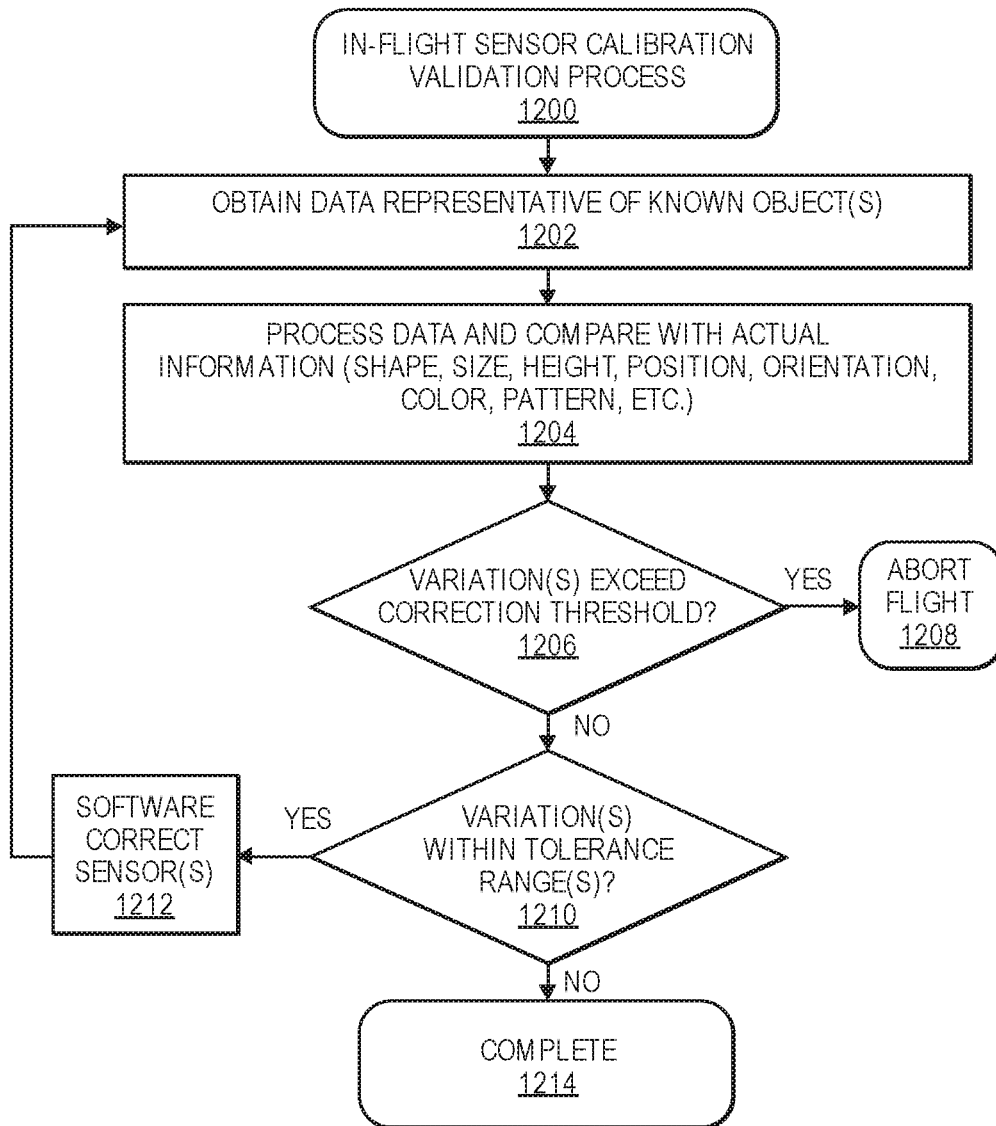 IN-FLIGHT SENSOR CALIBRATION
VALIDATION PROCESS
1200
OBTAIN DATA REPRESENTATIVE OF KNOWN OBJECT(S)
1202
PROCESS DATA AND COMPARE WITH ACTUAL
INFORMATION (SHAPE, SIZE, HEIGHT, POSITION, ORIENTATION,
COLOR, PATTERN, ETC.)
1204
VARIATION(S) EXCEED
CORRECTION THRESHOLD?
1206
YES
ABORT
FLIGHT
1208
NO
VARIATION(S)
WITHIN TOLERANCE
RANGE(S)?
1210
YES
SOFTWARE
CORRECT
SENSOR(S)
1212
NO
COMPLETE
1214